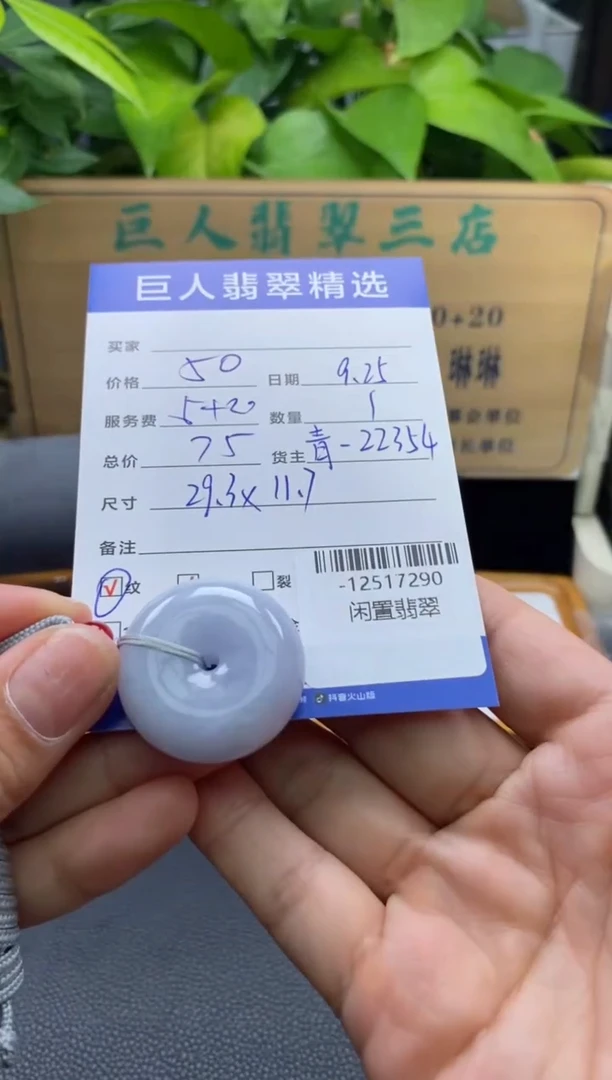 巨人翡翠三店
0+20
琳琳
巨人翡翠精选
买家
价格 50 日期 9.25
服务费 5+20 数量 1
总价 75 货主 青-22354
尺寸 29.3x11.7
备注
纹 裂
-12517290
闲置翡翠
抖音火山版